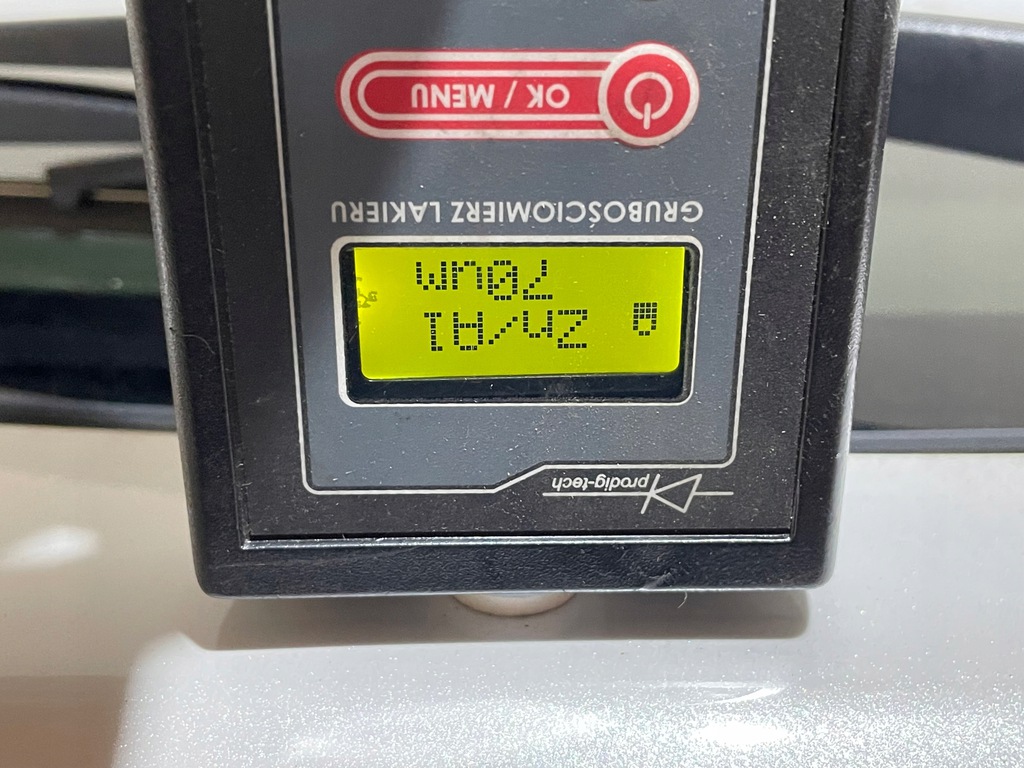 prodig-tech
Zn/Al
70um
GRUBOŚCIOMIERZ LAKIERU
OK / MENU